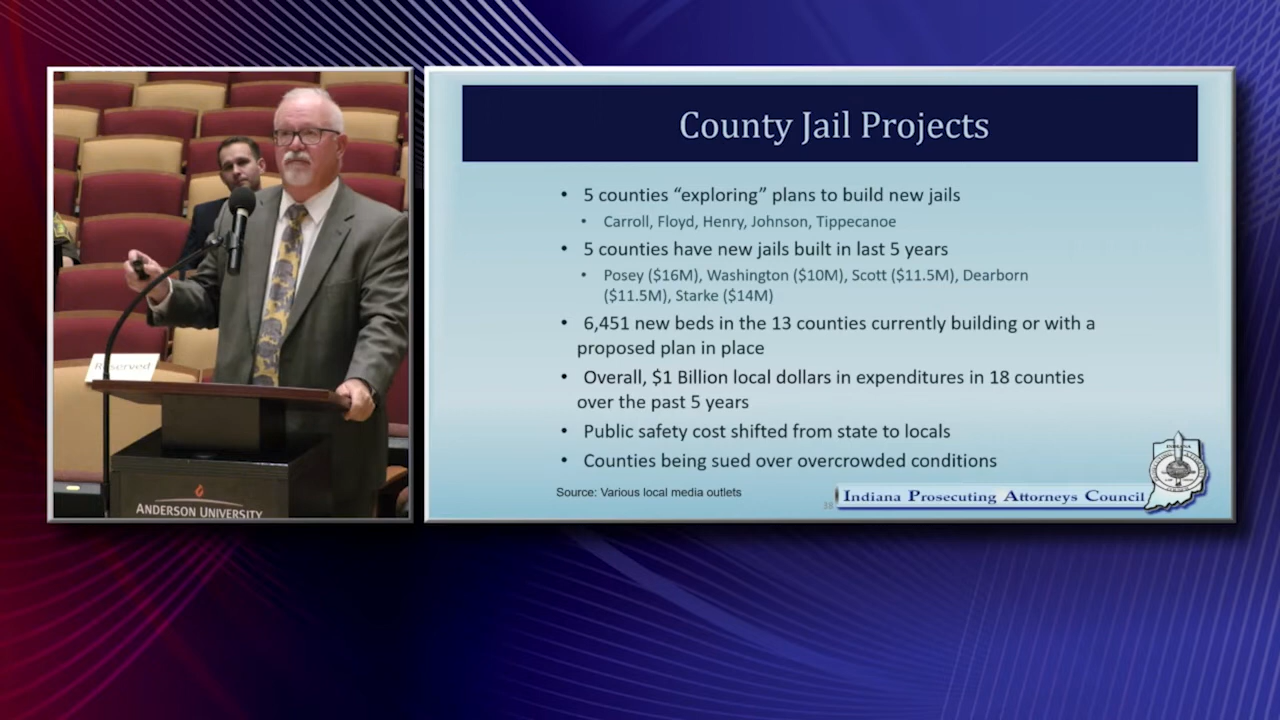 County Jail Projects
• 5 counties “exploring” plans to build new jails
• Carroll, Floyd, Henry, Johnson, Tippecanoe
• 5 counties have new jails built in last 5 years
• Posey ($16M), Washington ($10M), Scott ($11.5M), Dearborn
($11.5M), Starke ($14M)
• 6,451 new beds in the 13 counties currently building or with a
proposed plan in place
• Overall, $1 Billion local dollars in expenditures in 18 counties
over the past 5 years
• Public safety cost shifted from state to locals
• Counties being sued over overcrowded conditions
Source: Various local media outlets
38
Indiana Prosecuting Attorneys Council
Reserved
ANDERSON UNIVERSITY